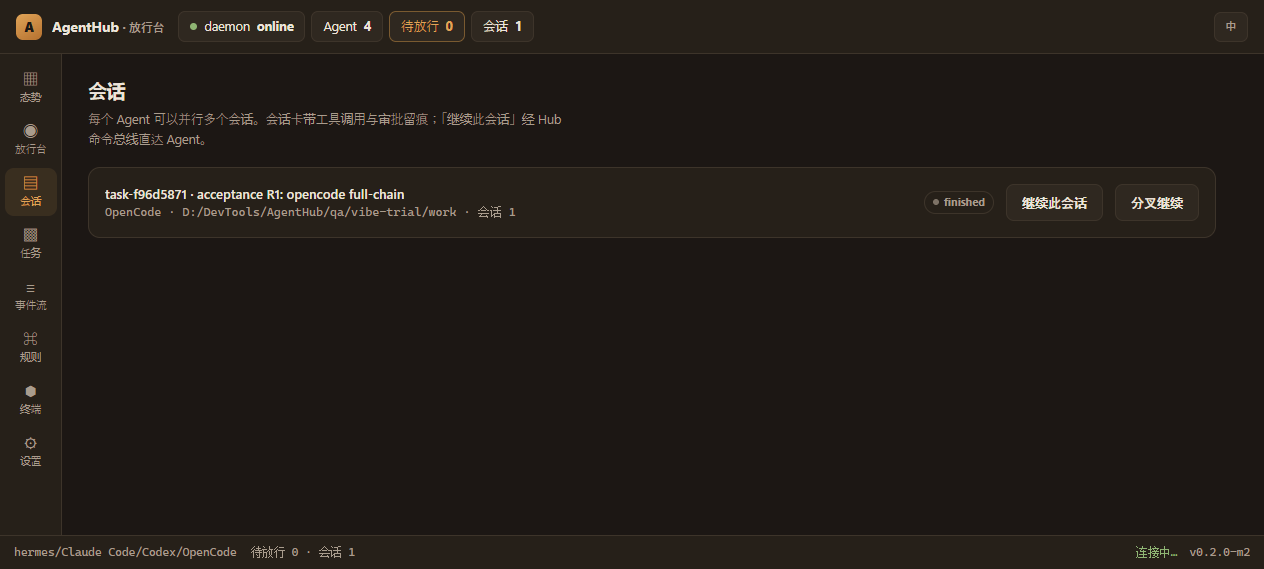 A AgentHub · 放行台 daemon online Agent 4 待放行 0 会话 1 中
态势
放行台
会话
任务
事件流
规则
终端
设置
会话
每个 Agent 可以并行多个会话。会话卡带工具调用与审批留痕；「继续此会话」经 Hub
命令总线直达 Agent。
task-f96d5871 · acceptance R1: opencode full-chain
OpenCode · D:/DevTools/AgentHub/qa/vibe-trial/work · 会话 1
finished 继续此会话 分叉继续
hermes/Claude Code/Codex/OpenCode 待放行 0 · 会话 1 连接中… v0.2.0-m2